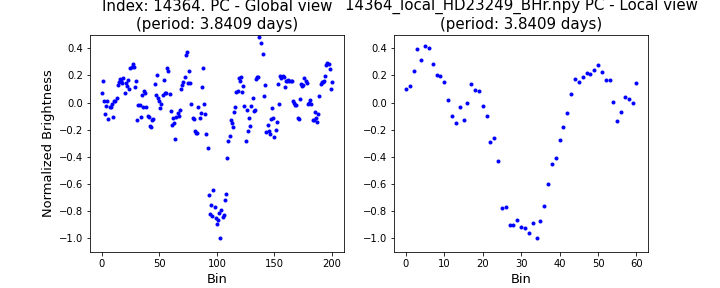 Index: 14364. PC - Global view
(period: 3.8409 days)
14364_local_HD23249_BHr.npy PC - Local view
(period: 3.8409 days)
Normalized Brightness
0.4
0.2
0.0
−0.2
−0.4
−0.6
−0.8
−1.0
0 50 100 150 200
Bin
0.4
0.2
0.0
−0.2
−0.4
−0.6
−0.8
−1.0
0 10 20 30 40 50 60
Bin